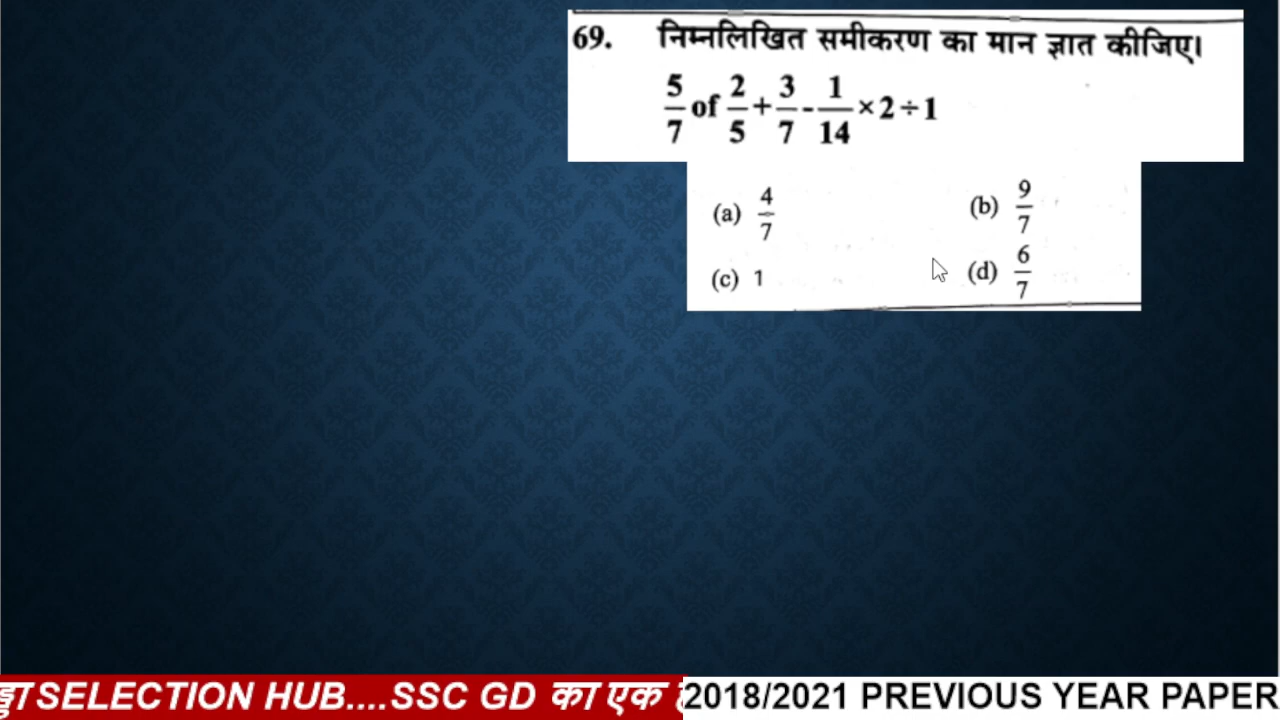 69. निम्नलिखित समीकरण का मान ज्ञात कीजिए।
5/7 of 2/5 + 3/7 - 1/14 × 2 ÷ 1
(a) 4/7 (b) 9/7
(c) 1 (d) 6/7
SELECTION HUB....SSC GD का एक
2018/2021 PREVIOUS YEAR PAPER